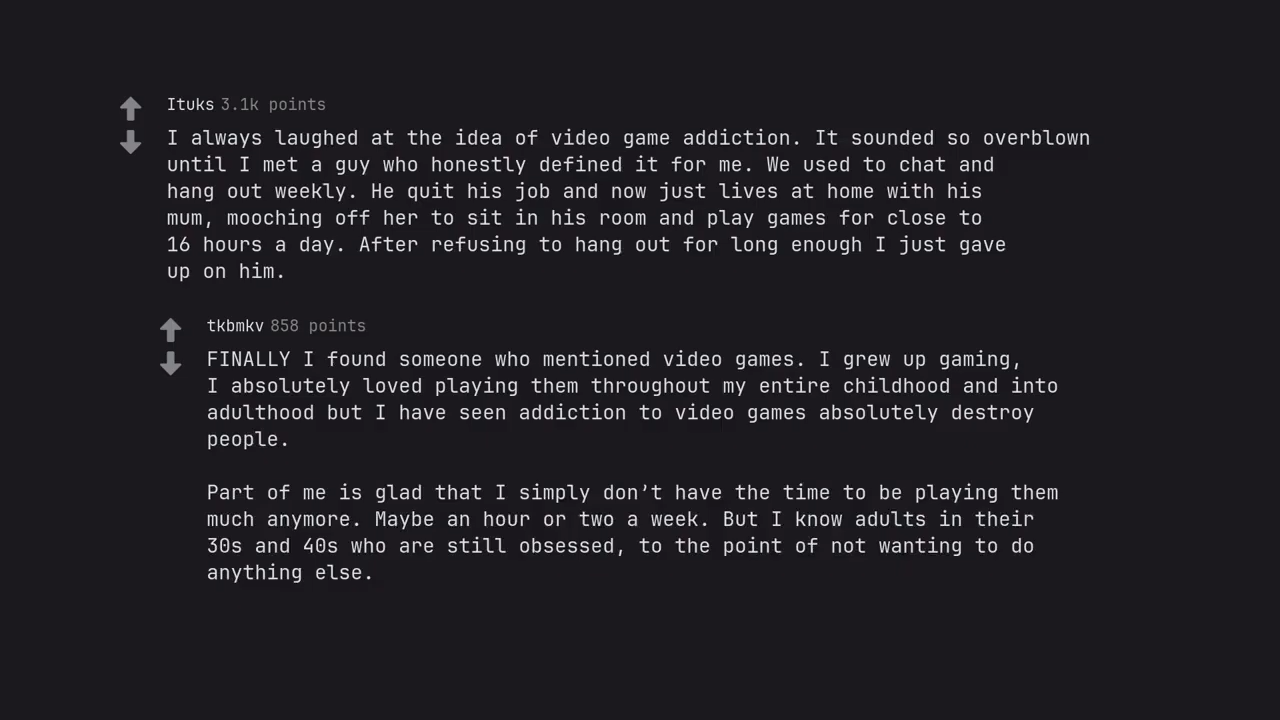 Ituks 3.1k points
I always laughed at the idea of video game addiction. It sounded so overblown
until I met a guy who honestly defined it for me. We used to chat and
hang out weekly. He quit his job and now just lives at home with his
mum, mooching off her to sit in his room and play games for close to
16 hours a day. After refusing to hang out for long enough I just gave
up on him.
tkbmkv 858 points
FINALLY I found someone who mentioned video games. I grew up gaming,
I absolutely loved playing them throughout my entire childhood and into
adulthood but I have seen addiction to video games absolutely destroy
people.
Part of me is glad that I simply don’t have the time to be playing them
much anymore. Maybe an hour or two a week. But I know adults in their
30s and 40s who are still obsessed, to the point of not wanting to do
anything else.